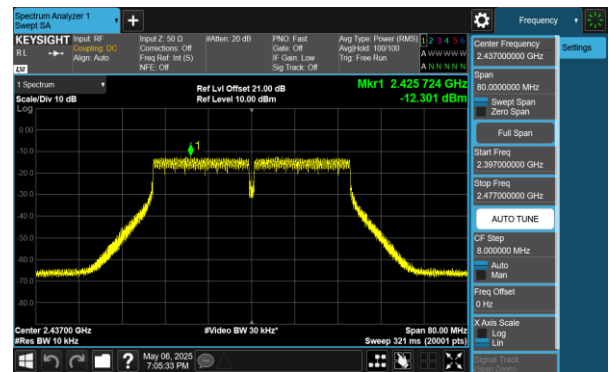 Spectrum Analyzer 1
Swept SA
Frequency
KEYSIGHT
RL
LW
Input: RF
Coupling: DC
Align: Auto
Input Z: 50 Ω
Corrections: Off
Freq Ref: Int (S)
NFE: Off
#Atten: 20 dB
PNO: Fast
Gate: Off
IF Gain: Low
Sig Track: Off
Avg Type: Power (RMS)
Avg|Hold: 100/100
Trig: Free Run
1 2 3 4 5 6
A W W W W W
A N N N N N
1 Spectrum
Scale/Div 10 dB
Log
Ref Lvl Offset 21.00 dB
Ref Level 10.00 dBm
Mkr1 2.425 724 GHz
-12.301 dBm
0.00
-10.0
-20.0
-30.0
-40.0
-50.0
-60.0
-70.0
-80.0
1
Center 2.43700 GHz
#Res BW 10 kHz
#Video BW 30 kHz*
Span 80.00 MHz
Sweep 321 ms (20001 pts)
May 06, 2025
7:05:33 PM
Center Frequency
2.437000000 GHz
Settings
Span
80.0000000 MHz
Swept Span
Zero Span
Full Span
Start Freq
2.397000000 GHz
Stop Freq
2.477000000 GHz
AUTO TUNE
CF Step
8.000000 MHz
Auto
Man
Freq Offset
0 Hz
X Axis Scale
Log
Lin
Signal Track
(Span Zoom)